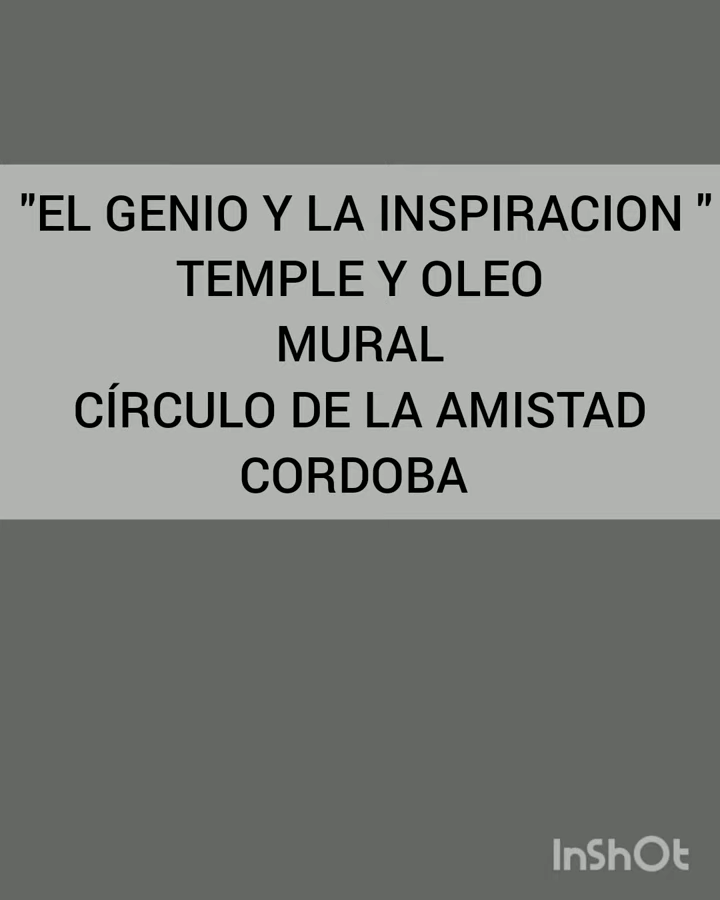 "EL GENIO Y LA INSPIRACION "
TEMPLE Y OLEO
MURAL
CÍRCULO DE LA AMISTAD
CORDOBA
InShOt